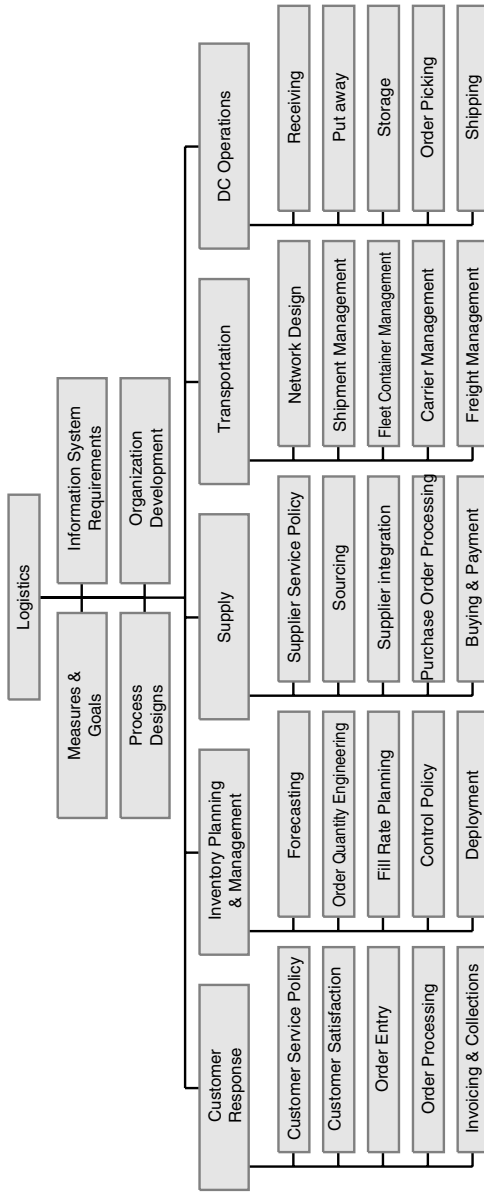 Logistics
Measures &
Goals
Information System
Requirements
Process
Designs
Organization
Development
Customer
Response
Inventory Planning
& Management
Supply
Transportation
DC Operations
Customer Service Policy
Customer Satisfaction
Order Entry
Order Processing
Invoicing & Collections
Forecasting
Order Quantity Engineering
Fill Rate Planning
Control Policy
Deployment
Supplier Service Policy
Sourcing
Supplier integration
Purchase Order Processing
Buying & Payment
Network Design
Shipment Management
Fleet Container Management
Carrier Management
Freight Management
Receiving
Put away
Storage
Order Picking
Shipping